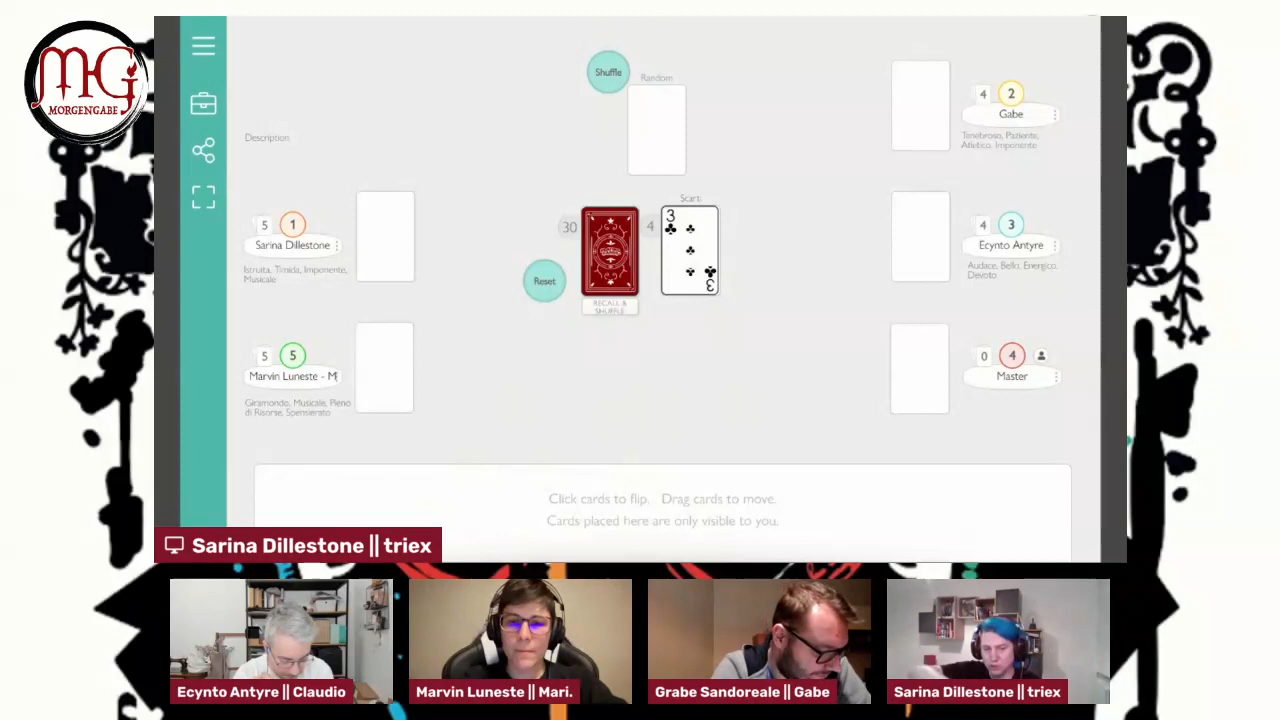 MG
MORGENGABE
Shuffle
Random
Description
4
2
Gabe
Tenebroso, Paziente,
Atletico, Imponente
5
1
Sarina Dillestone
Istruita, Timida, Imponente,
Musicale
30
4
Scarti
3
3
Reset
RECALL &
SHUFFLE
4
3
Ecynto Antyre
Audace, Bello, Energico,
Devoto
5
5
Marvin Luneste - M
Giramondo, Musicale, Pieno
di Risorse, Spensierato
0
4
Master
Click cards to flip. Drag cards to move.
Cards placed here are only visible to you.
Sarina Dillestone || triex
Ecynto Antyre || Claudio
Marvin Luneste || Mari.
Grabe Sandoreale || Gabe
Sarina Dillestone || triex